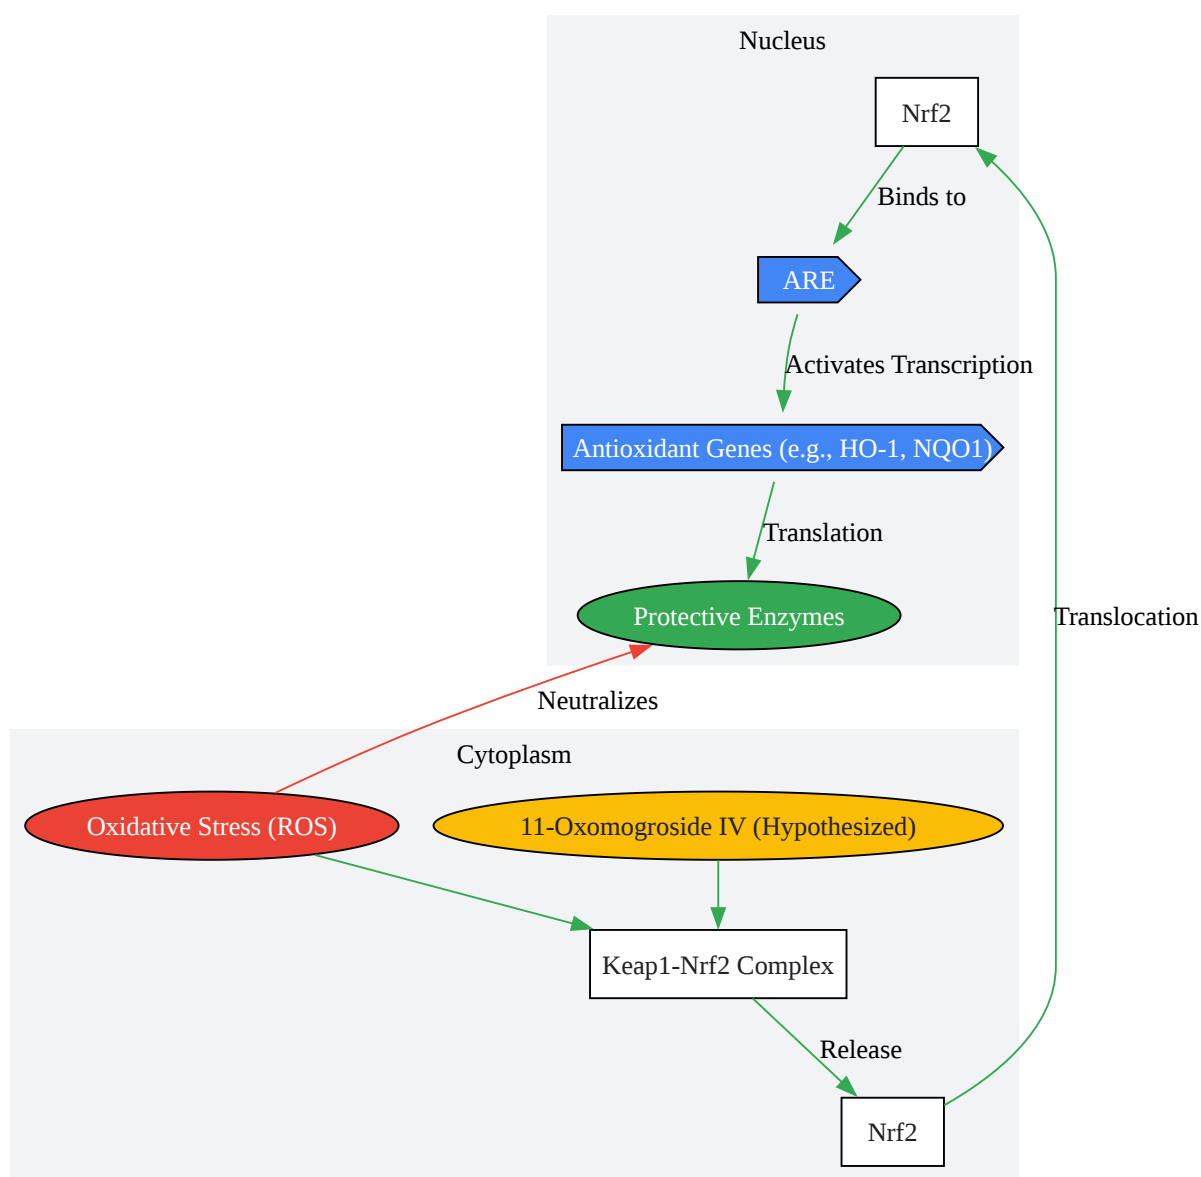 Nucleus
Nrf2
Binds to
ARE
Activates Transcription
Antioxidant Genes (e.g., HO-1, NQO1)
Translation
Protective Enzymes
Translocation
Neutralizes
Cytoplasm
Oxidative Stress (ROS)
11-Oxomogroside IV (Hypothesized)
Keap1-Nrf2 Complex
Release
Nrf2